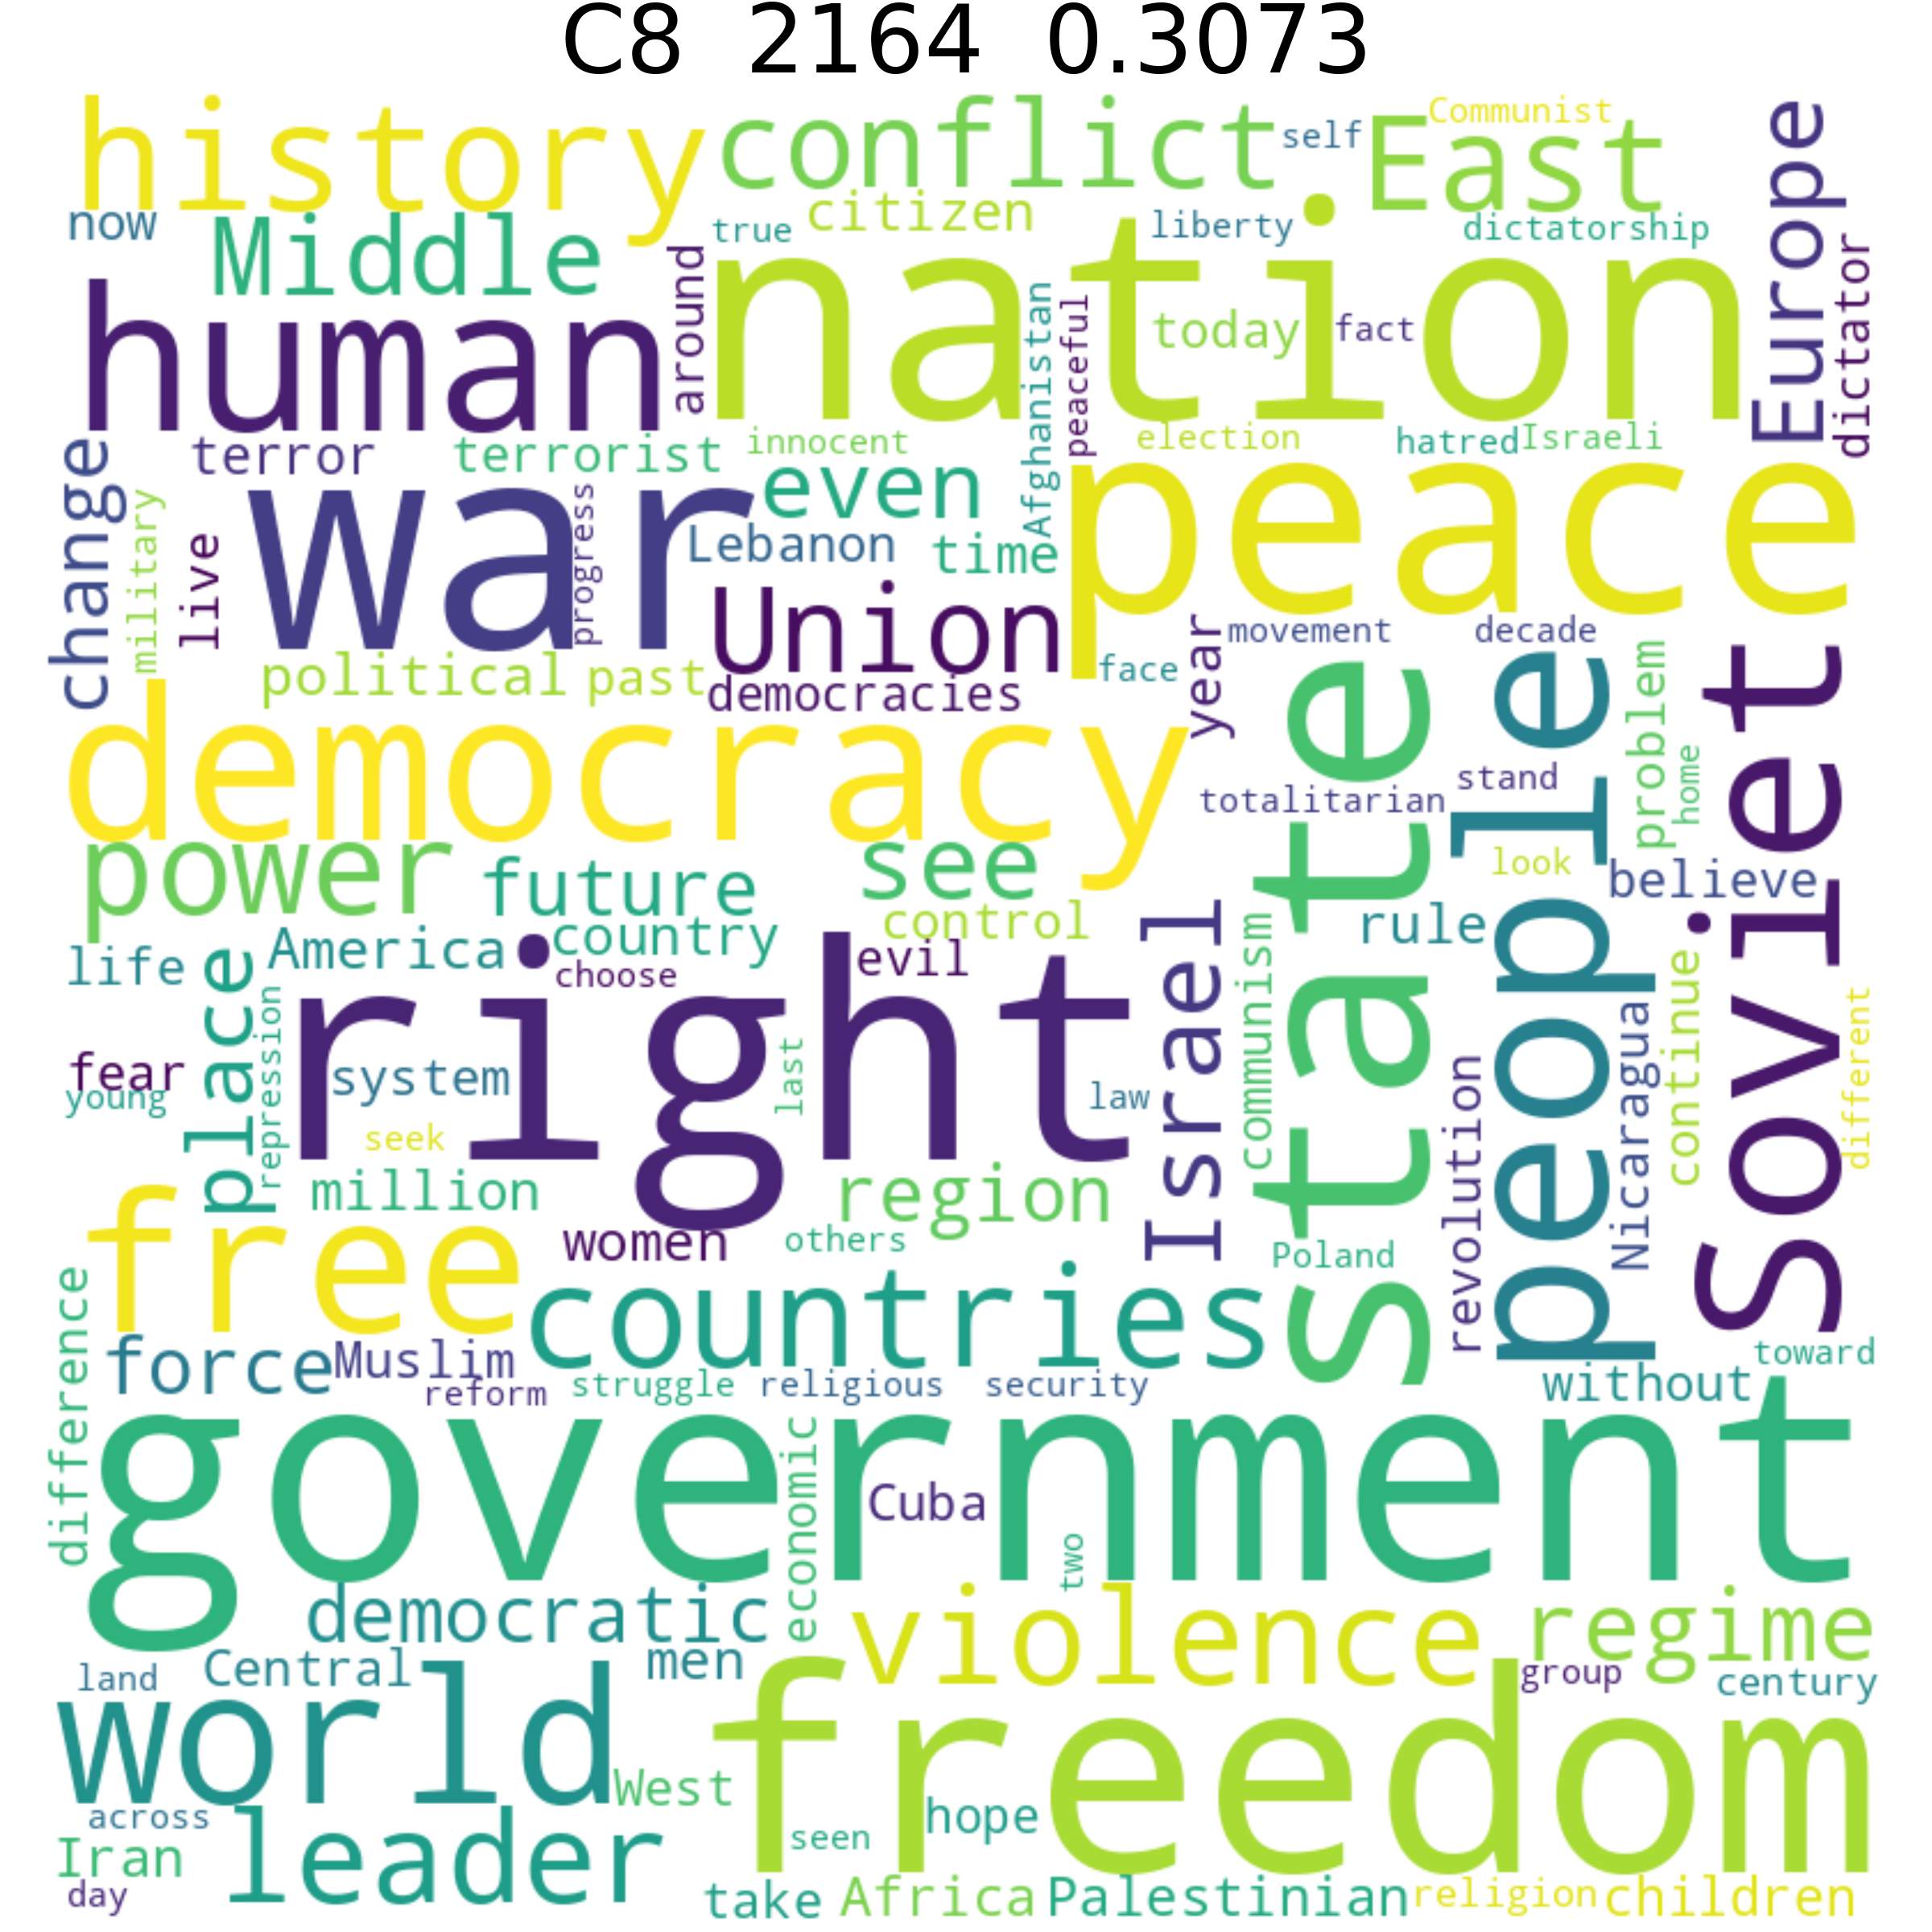 C8 2164 0.3073
history conflict self Communist East Europe
now Middle true citizen liberty dictatorship
human around nation Afghanistan peaceful today fact dictator
terror terrorist innocent election hatred Israeli
change military live war progress even Lebanon time peace
Union year movement decade
political past democracies face problem home
democracy totalitarian stand state people Soviet
power future see look believe
control rule
life place America country choose evil Israel communism continue
repression right
fear system last law Nicaragua different
young seek revolution
million region
free women others Poland
difference countries
force Muslim toward
reform struggle religious security without
government economic Cuba two
democratic violence regime
land Central men group century
world freedom
West
across leader hope
Iran seen
day take Africa Palestinian religion children